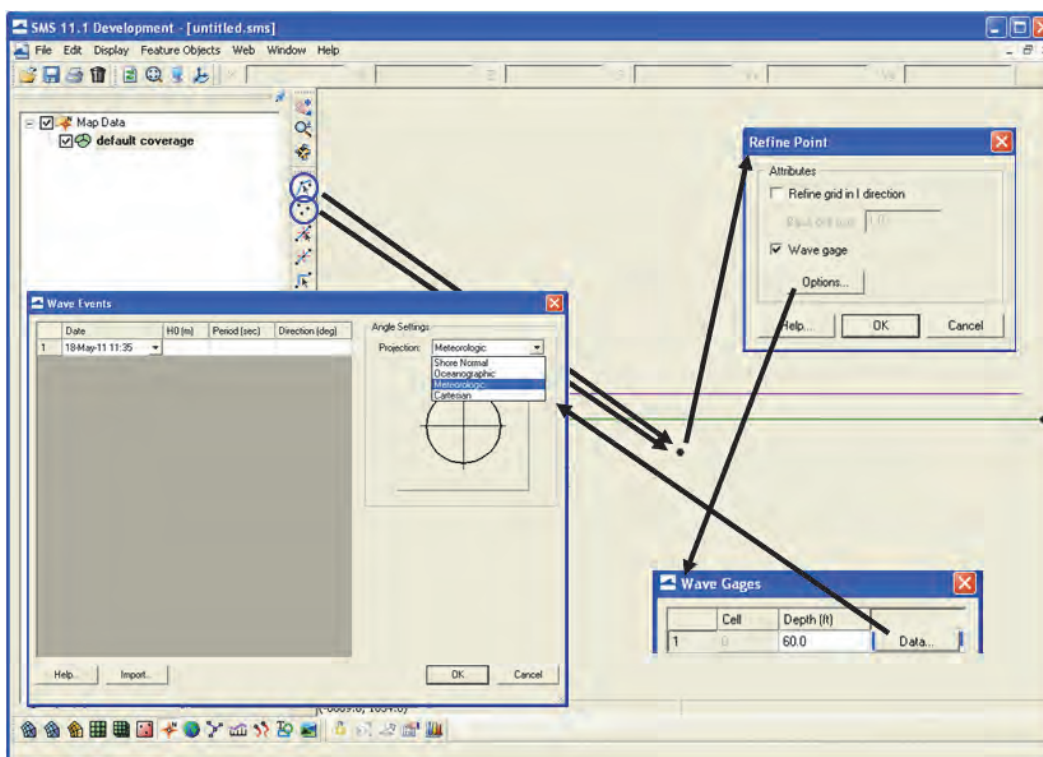 SMS 11.1 Development - [untitled.sms]
File Edit Display Feature Objects Web Window Help
Map Data
default coverage
Refine Point
Attributes
Refine grid in I direction
Wave gage
Options...
Help... OK Cancel
Wave Events
Date H0 (m) Period (sec) Direction (deg)
1 18-May-11 11:35
Angle Settings
Projection: Meteorologic
Shore Normal
Oceanographic
Meteorologic
Cartesian
Help... Import... OK Cancel
Wave Gages
Cell Depth (ft)
1 0 60.0 Data...